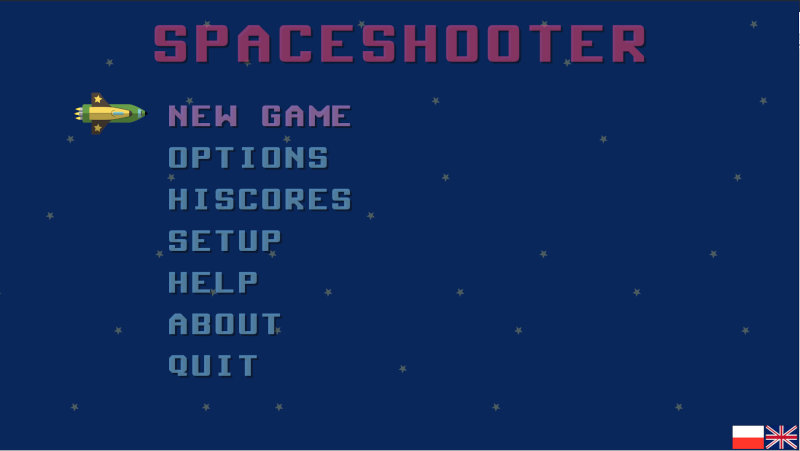 SPACESHOOTER
NEW GAME
OPTIONS
HISCORES
SETUP
HELP
ABOUT
QUIT